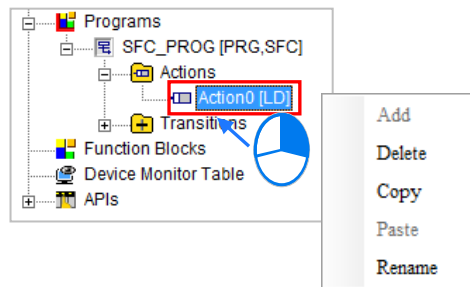 Programs
SFC_PROG [PRG,SFC]
Actions
Action0 [LD]
Transitions
Function Blocks
Device Monitor Table
APIs
Add
Delete
Copy
Paste
Rename